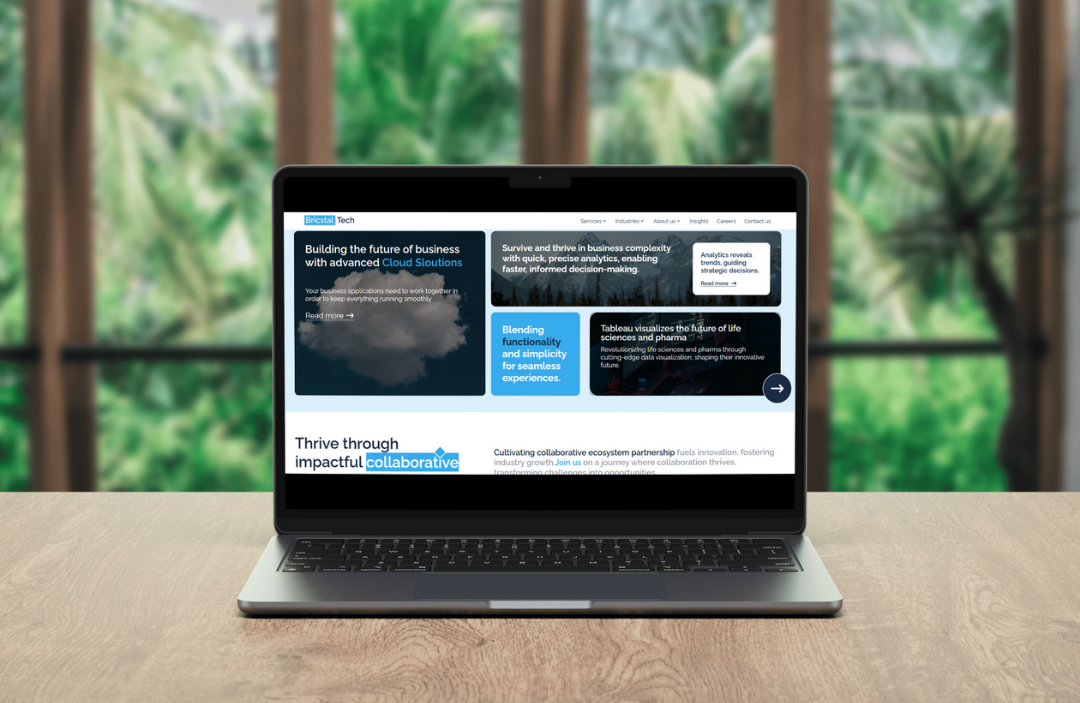 Bricstal Tech
Services Industries About us Insights Careers Contact us
Building the future of business
with advanced Cloud Sloutions
Your business applications need to work together in
order to keep everything running smoothly
Read more →
Survive and thrive in business complexity
with quick, precise analytics, enabling
faster, informed decision-making.
Analytics reveals
trends, guiding
strategic decisions.
Read more →
Blending
functionality
and simplicity
for seamless
experiences.
Tableau visualizes the future of life
sciences and pharma
Revolutionizing life sciences and pharma through
cutting-edge data visualization, shaping their innovative
future.
Thrive through
impactful collaborative
Cultivating collaborative ecosystem partnership fuels innovation, fostering
industry growth.Join us on a journey where collaboration thrives,
transforming challenges into opportunities.